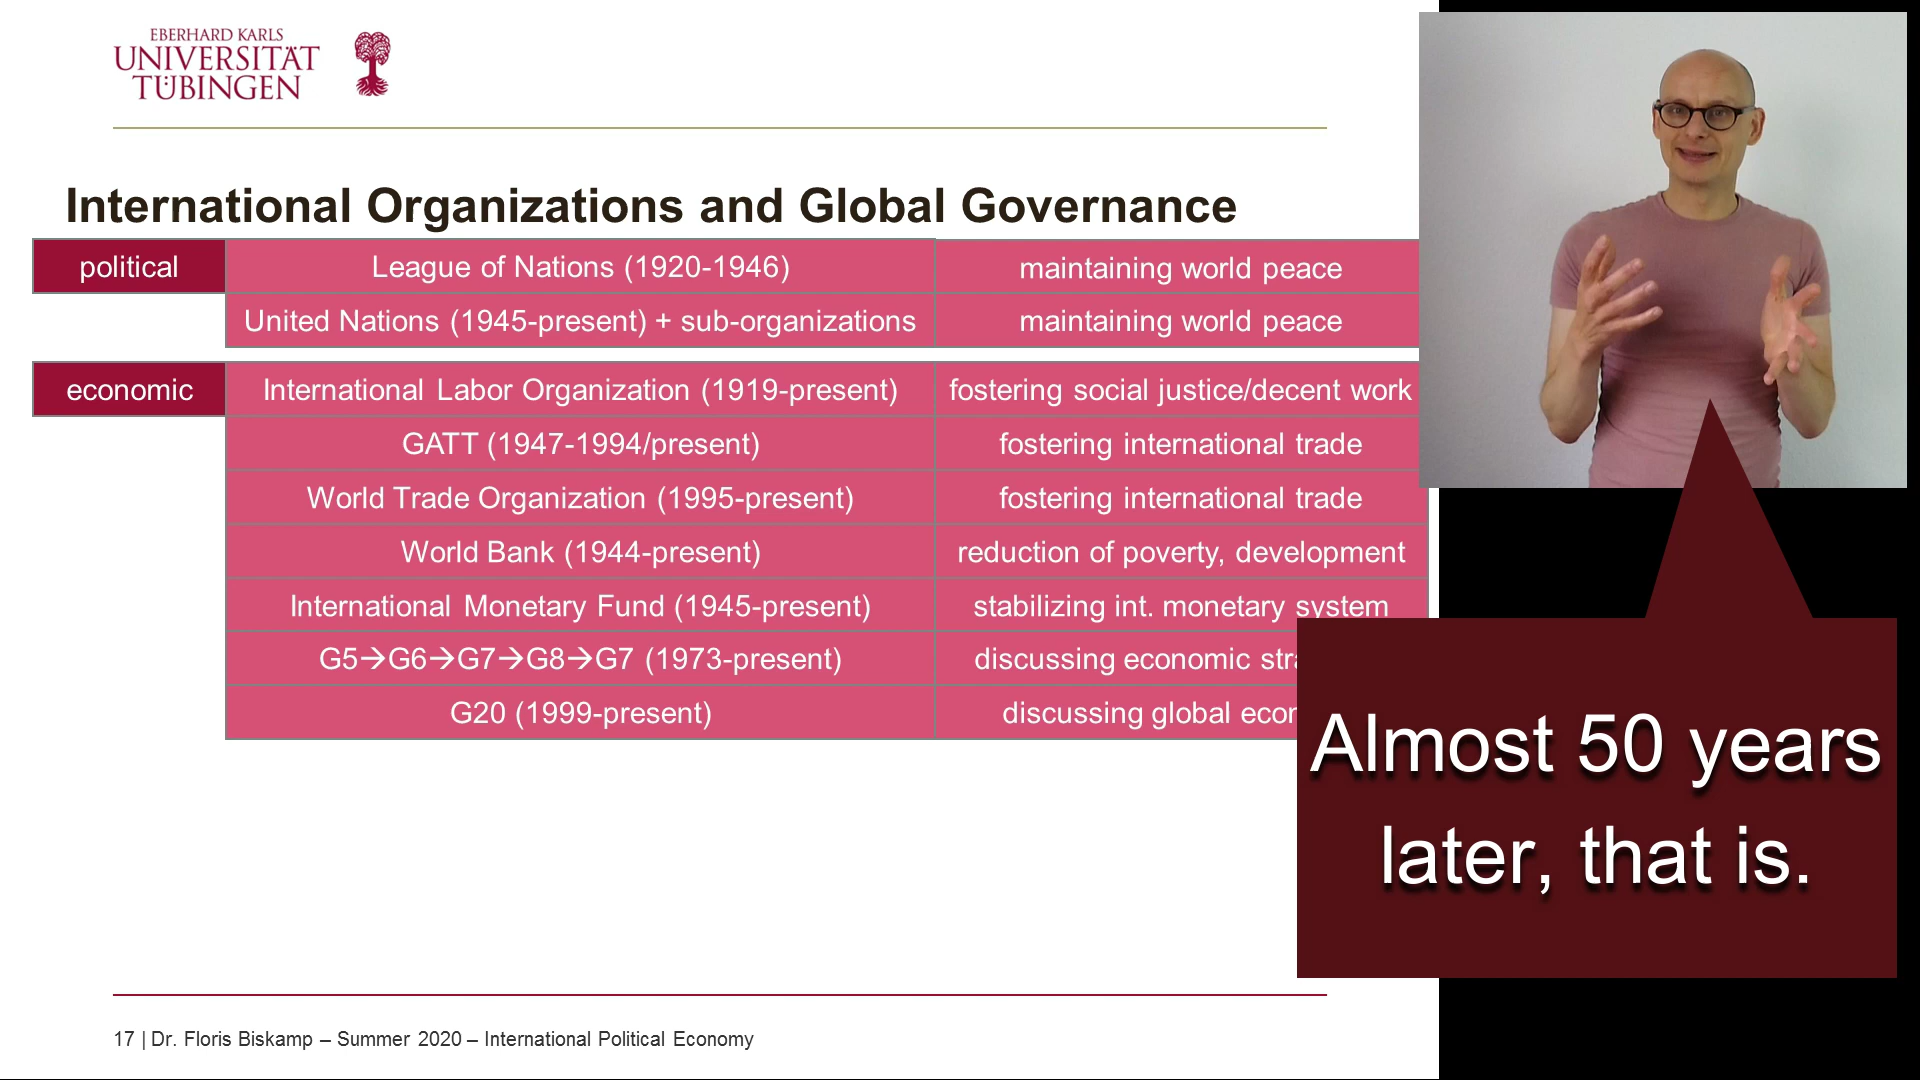 EBERHARD KARLS
UNIVERSITÄT
TÜBINGEN
International Organizations and Global Governance
political League of Nations (1920-1946) maintaining world peace
United Nations (1945-present) + sub-organizations maintaining world peace
economic International Labor Organization (1919-present) fostering social justice/decent work
GATT (1947-1994/present) fostering international trade
World Trade Organization (1995-present) fostering international trade
World Bank (1944-present) reduction of poverty, development
International Monetary Fund (1945-present) stabilizing int. monetary system
G5→G6→G7→G8→G7 (1973-present) discussing economic
G20 (1999-present) discussing global
Almost 50 years
later, that is.
17 | Dr. Floris Biskamp – Summer 2020 – International Political Economy